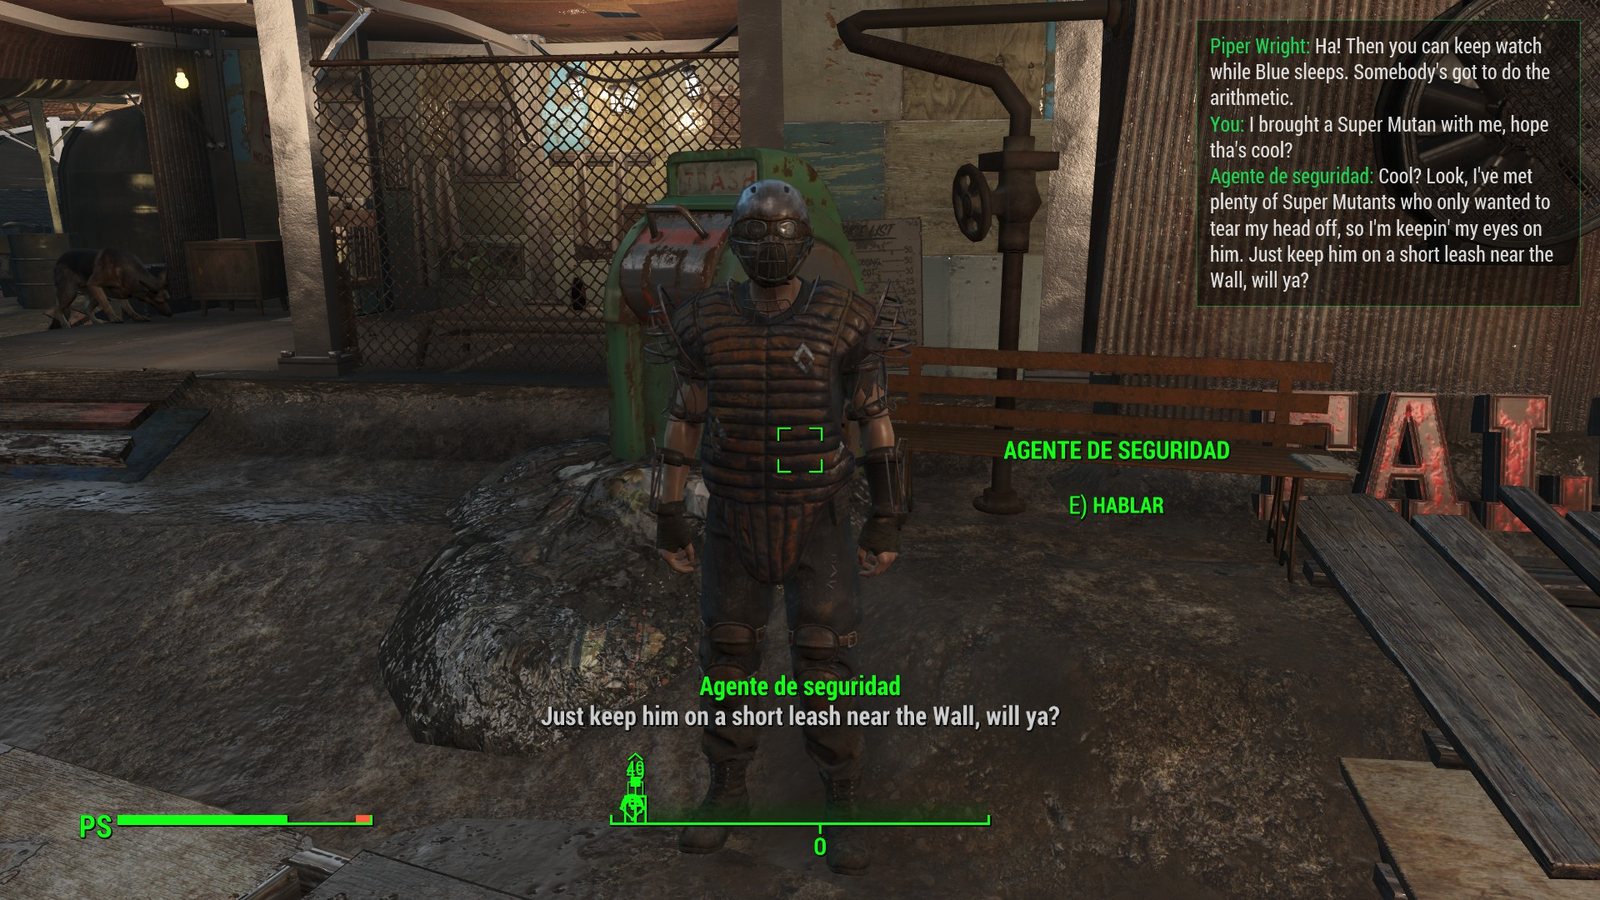 Piper Wright: Ha! Then you can keep watch
while Blue sleeps. Somebody's got to do the
arithmetic.
You: I brought a Super Mutan with me, hope
tha's cool?
Agente de seguridad: Cool? Look, I've met
plenty of Super Mutants who only wanted to
tear my head off, so I'm keepin' my eyes on
him. Just keep him on a short leash near the
Wall, will ya?
TRASH
AGENTE DE SEGURIDAD
E) HABLAR
Agente de seguridad
Just keep him on a short leash near the Wall, will ya?
40
PS
0